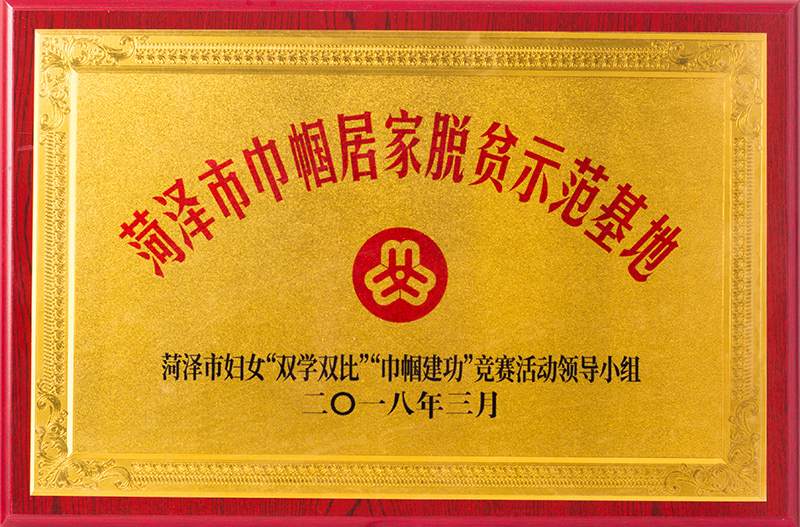 菏泽市巾帼居家脱贫示范基地
菏泽市妇女“双学双比”“巾帼建功”竞赛活动领导小组
二〇一八年三月